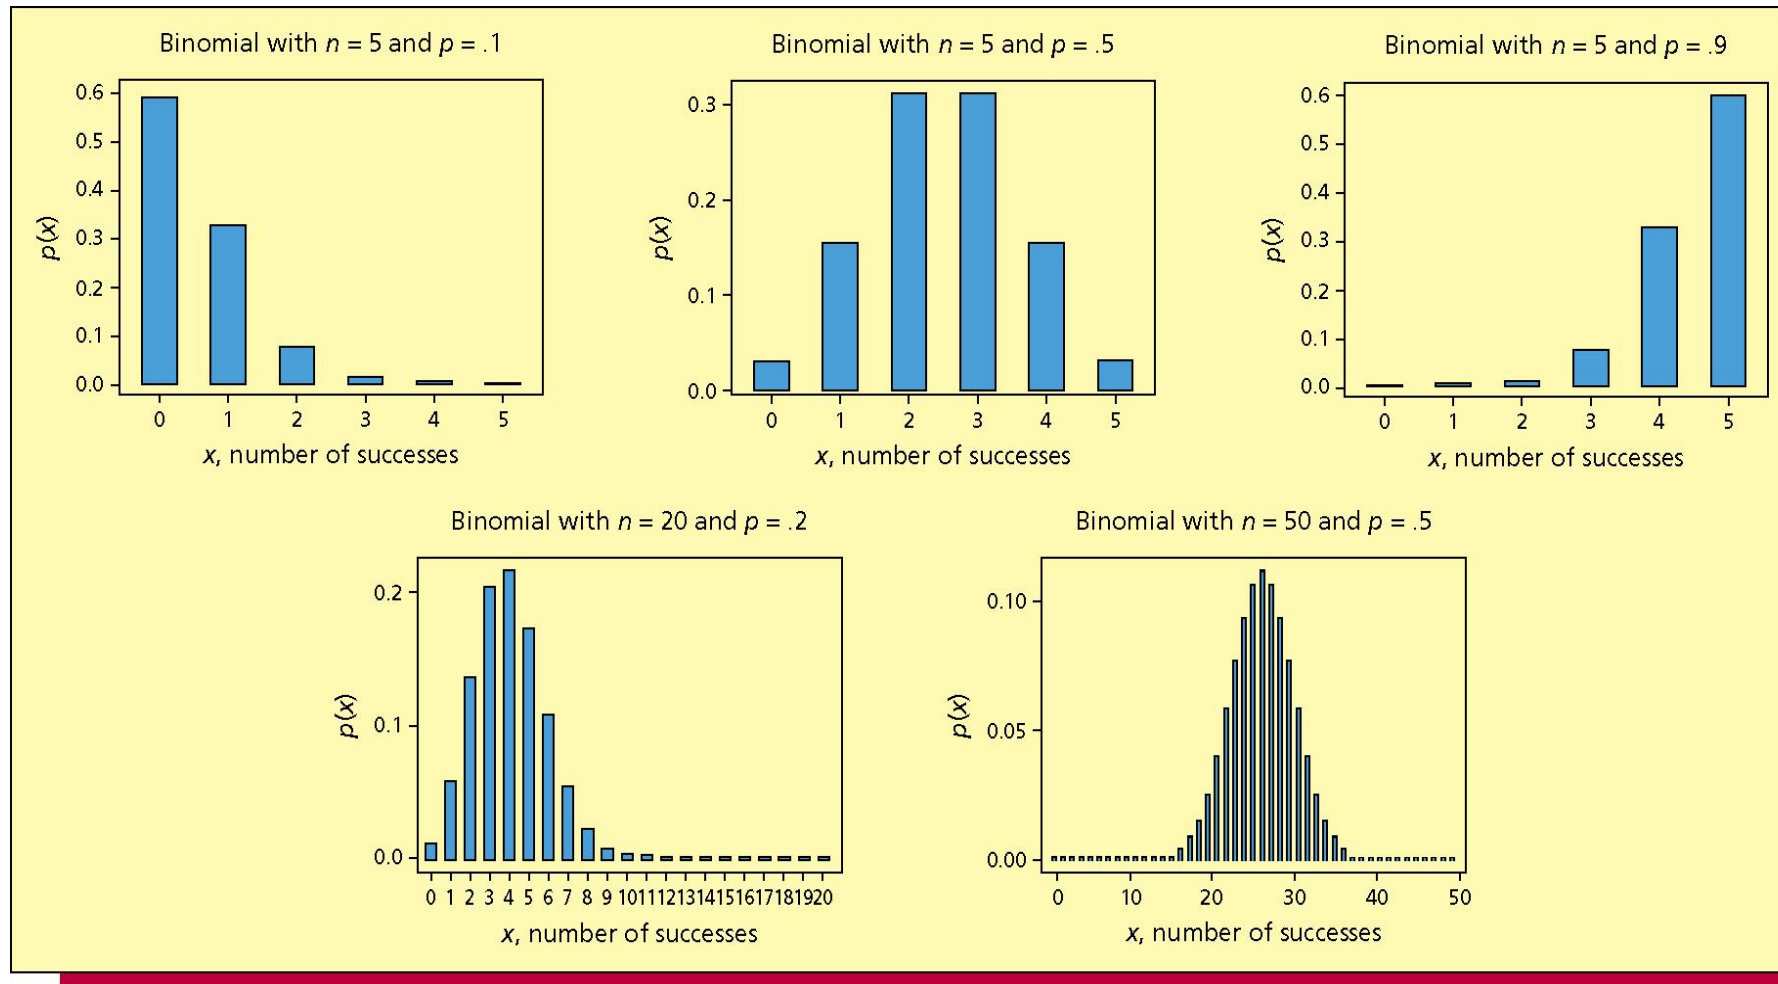 Binomial with n = 5 and p = .1
0.6
0.5
0.4
0.3
0.2
0.1
0.0
p(x)
0 1 2 3 4 5
x, number of successes
Binomial with n = 5 and p = .5
0.3
0.2
0.1
0.0
p(x)
0 1 2 3 4 5
x, number of successes
Binomial with n = 5 and p = .9
0.6
0.5
0.4
0.3
0.2
0.1
0.0
p(x)
0 1 2 3 4 5
x, number of successes
Binomial with n = 20 and p = .2
0.2
0.1
0.0
p(x)
0 1 2 3 4 5 6 7 8 9 10 11 12 13 14 15 16 17 18 19 20
x, number of successes
Binomial with n = 50 and p = .5
0.10
0.05
0.00
p(x)
0 10 20 30 40 50
x, number of successes